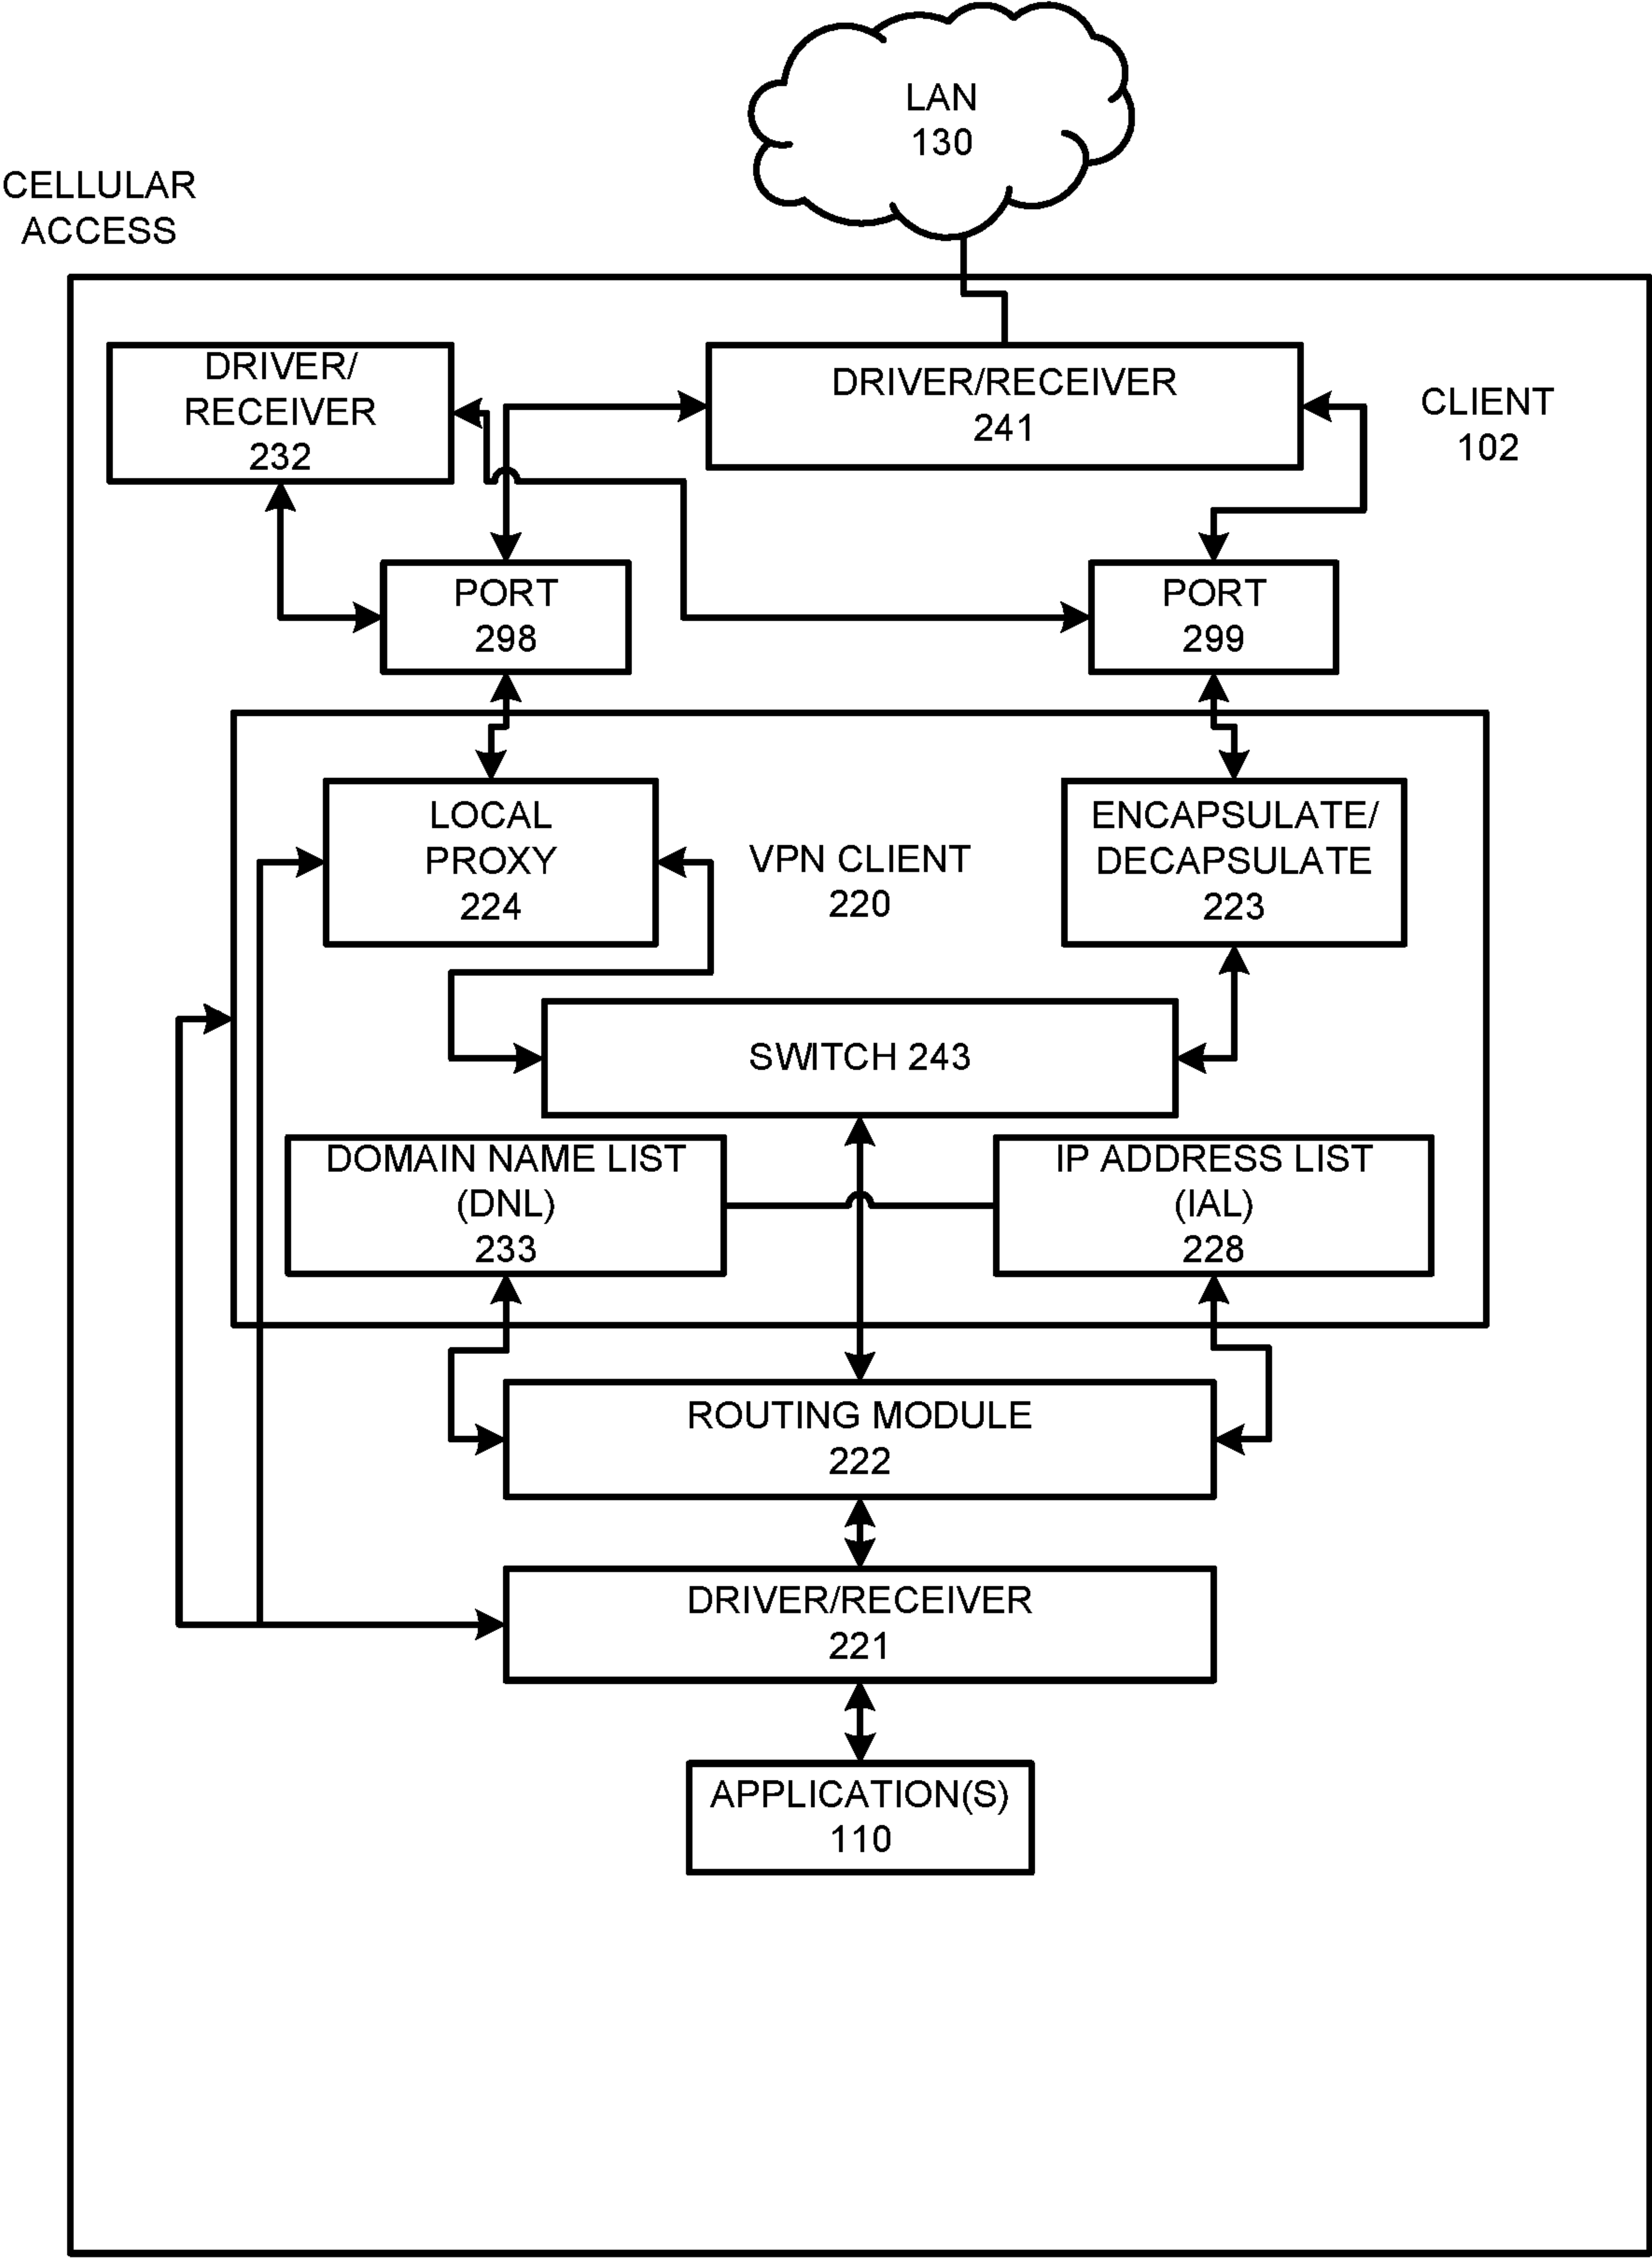 LAN
130
CELLULAR
ACCESS
DRIVER/
RECEIVER
232
DRIVER/RECEIVER
241
CLIENT
102
PORT
298
PORT
299
LOCAL
PROXY
224
VPN CLIENT
220
ENCAPSULATE/
DECAPSULATE
223
SWITCH 243
DOMAIN NAME LIST
(DNL)
233
IP ADDRESS LIST
(IAL)
228
ROUTING MODULE
222
DRIVER/RECEIVER
221
APPLICATION(S)
110